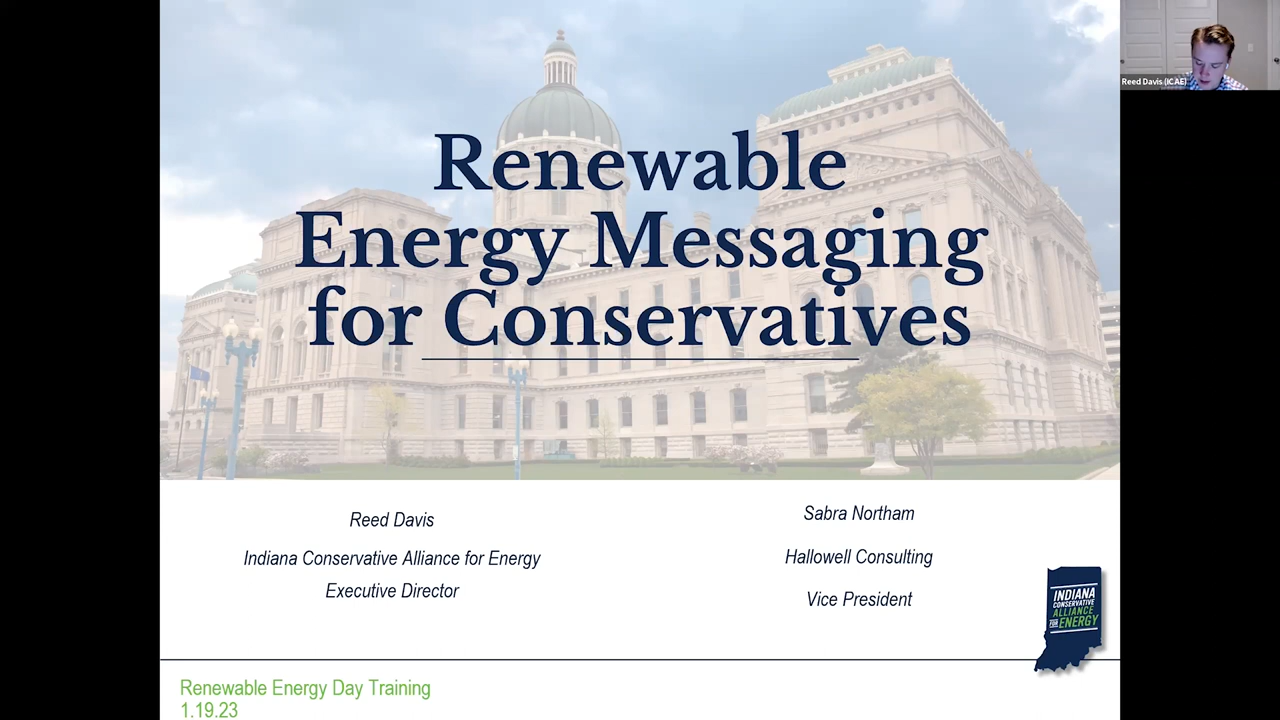 Renewable
Energy Messaging
for Conservatives
Reed Davis
Indiana Conservative Alliance for Energy
Executive Director
Sabra Northam
Hallowell Consulting
Vice President
INDIANA
CONSERVATIVE
ALLIANCE
FOR ENERGY
Renewable Energy Day Training
1.19.23
Reed Davis (ICAE)